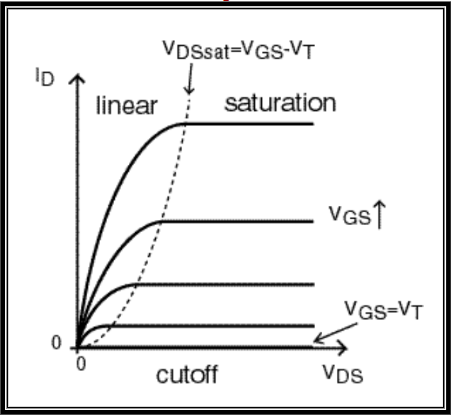 VDSsat=VGS-VT
ID
linear
saturation
VGS↑
VGS=VT
0
0
cutoff
VDS